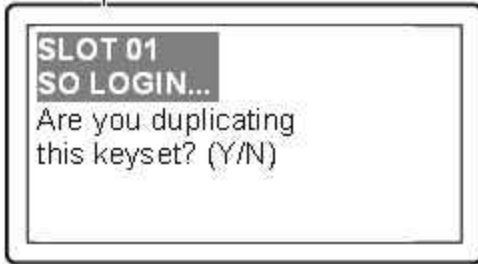 SLOT 01
SO LOGIN...
Are you duplicating
this keyset? (Y/N)